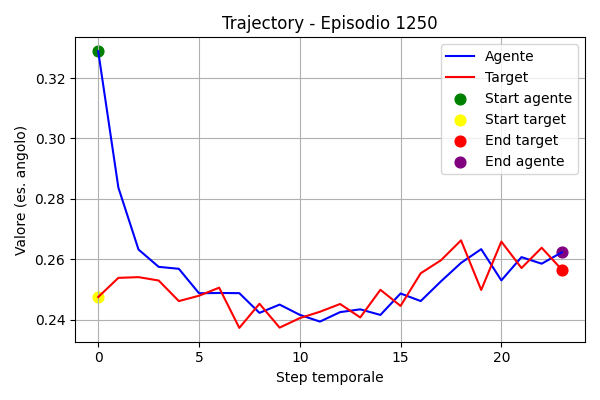 Trajectory - Episodio 1250
Valore (es. angolo)
0.32
0.30
0.28
0.26
0.24
Agente
Target
Start agente
Start target
End target
End agente
0
5
10
15
20
Step temporale